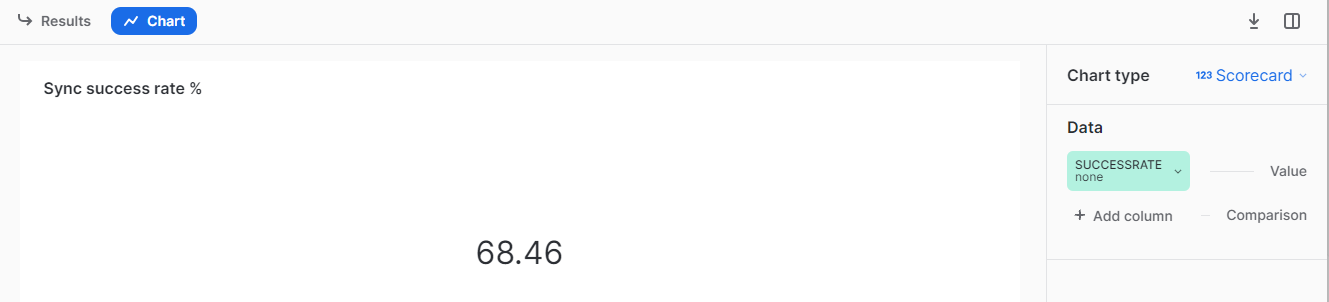 Results
Chart
Sync success rate %
68.46
Chart type
123 Scorecard
Data
SUCCESSRATE
none
Value
Add column
Comparison